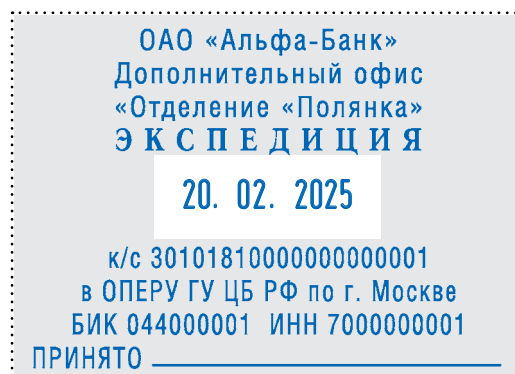 ОАО «Альфа-Банк»
Дополнительный офис
«Отделение «Полянка»
ЭКСПЕДИЦИЯ
20. 02. 2025
к/с 30101810000000000001
в ОПЕРУ ГУ ЦБ РФ по г. Москве
БИК 044000001 ИНН 7000000001
ПРИНЯТО